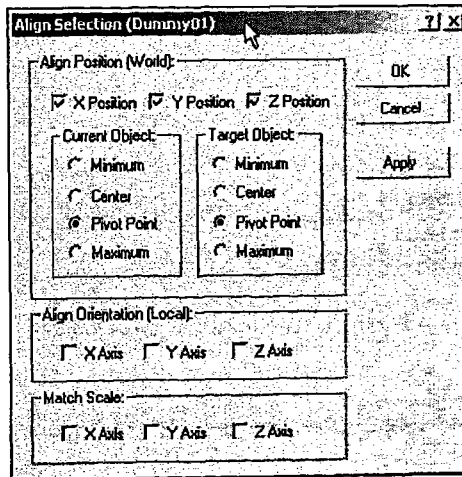 Align Selection (Dummy01)
Align Position (World):
X Position Y Position Z Position
Current Object:
Minimum
Center
Pivot Point
Maximum
Target Object:
Minimum
Center
Pivot Point
Maximum
OK
Cancel
Apply
Align Orientation (Local):
X Axis Y Axis Z Axis
Match Scale:
X Axis Y Axis Z Axis